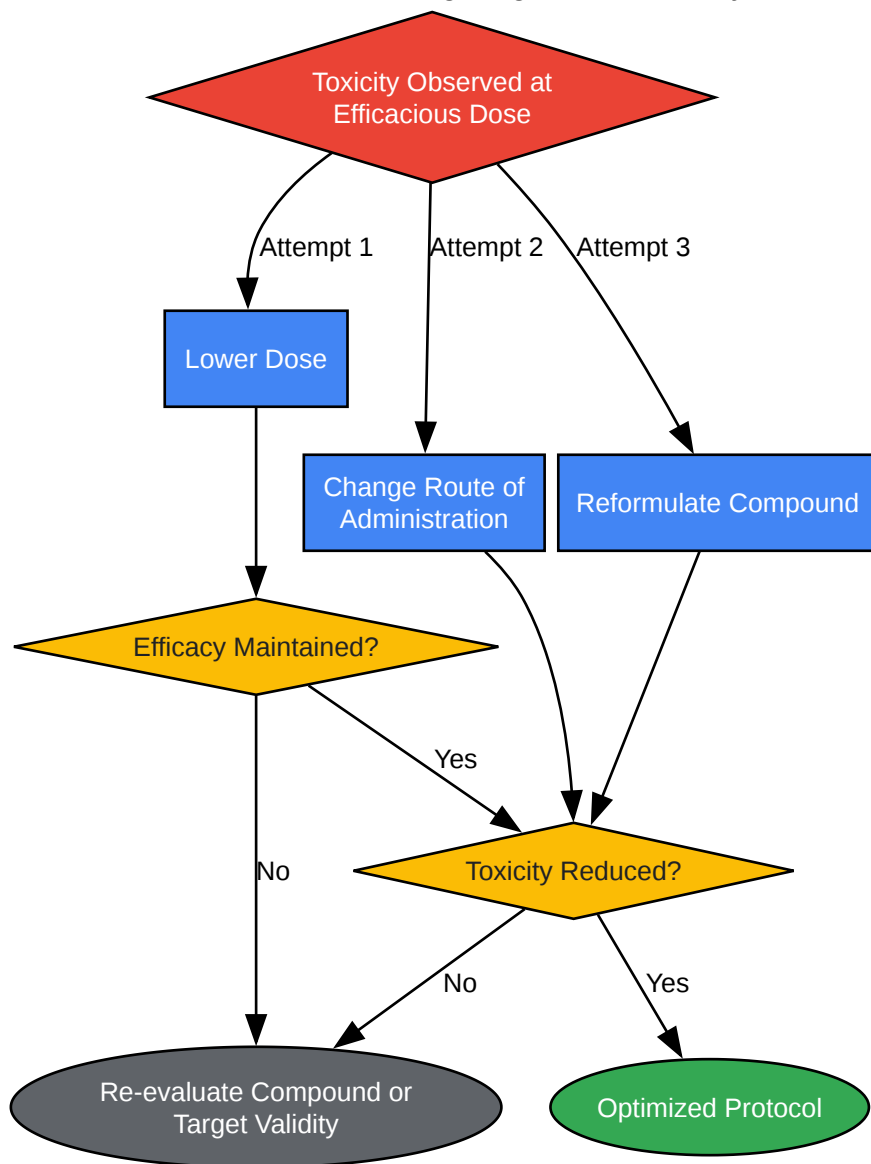 Toxicity Observed at
Efficacious Dose
Attempt 1
Attempt 2
Attempt 3
Lower Dose
Change Route of
Administration
Reformulate Compound
Efficacy Maintained?
Yes
No
Toxicity Reduced?
No
Yes
Re-evaluate Compound or
Target Validity
Optimized Protocol